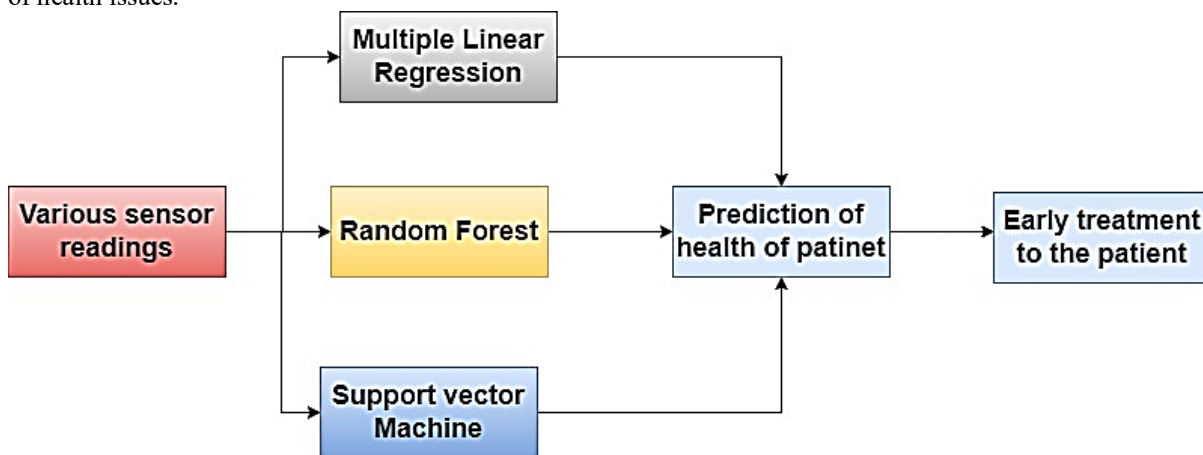 of health issues.
Multiple Linear
Regression
Various sensor
readings
Random Forest
Prediction of
health of patinet
Early treatment
to the patient
Support vector
Machine